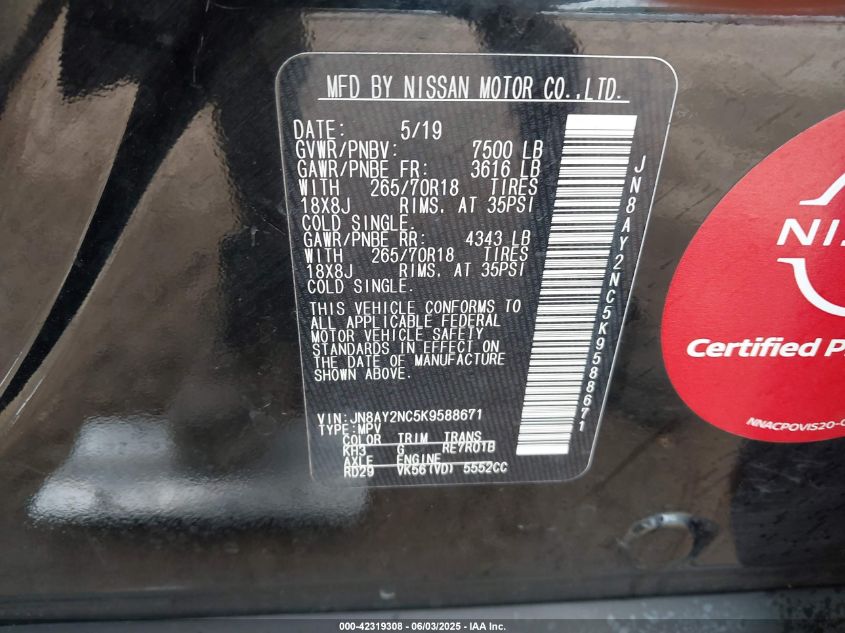 MFD BY NISSAN MOTOR CO.,LTD.
DATE: 5/19
GVWR/PNBV: 7500 LB
GAWR/PNBE FR: 3616 LB
WITH 265/70R18 TIRES
18X8J RIMS. AT 35PSI
COLD SINGLE.
GAWR/PNBE RR: 4343 LB
WITH 265/70R18 TIRES
18X8J RIMS. AT 35PSI
COLD SINGLE.
THIS VEHICLE CONFORMS TO
ALL APPLICABLE FEDERAL
MOTOR VEHICLE SAFETY
STANDARDS IN EFFECT ON
THE DATE OF MANUFACTURE
SHOWN ABOVE.
VIN:JN8AY2NC5K9588671
TYPE:MPV
COLOR TRIM TRANS
KH3 G RE7R01B
AXLE ENGINE
RD29 VK56(VD) 5552CC
JN8AY2NC5K9588671
NIS
Certified P
NNACPOVIS20-
000-42319308 - 06/03/2025 - IAA Inc.